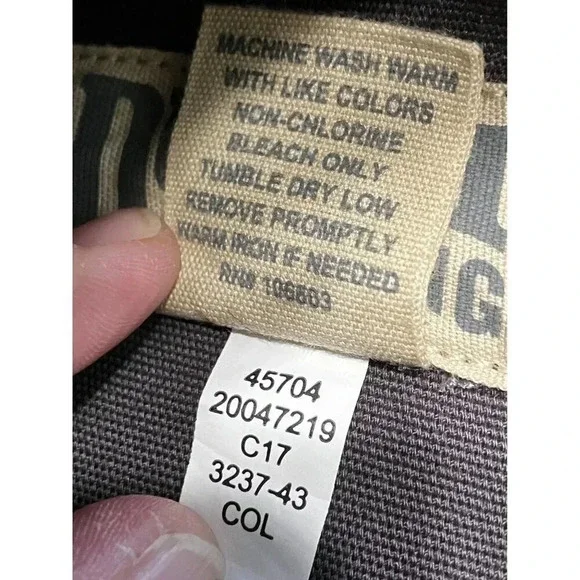 MACHINE WASH WARM
WITH LIKE COLORS
NON-CHLORINE
BLEACH ONLY
TUMBLE DRY LOW
REMOVE PROMPTLY
WARM IRON IF NEEDED
RN# 106663
45704
20047219
C17
3237-43
COL